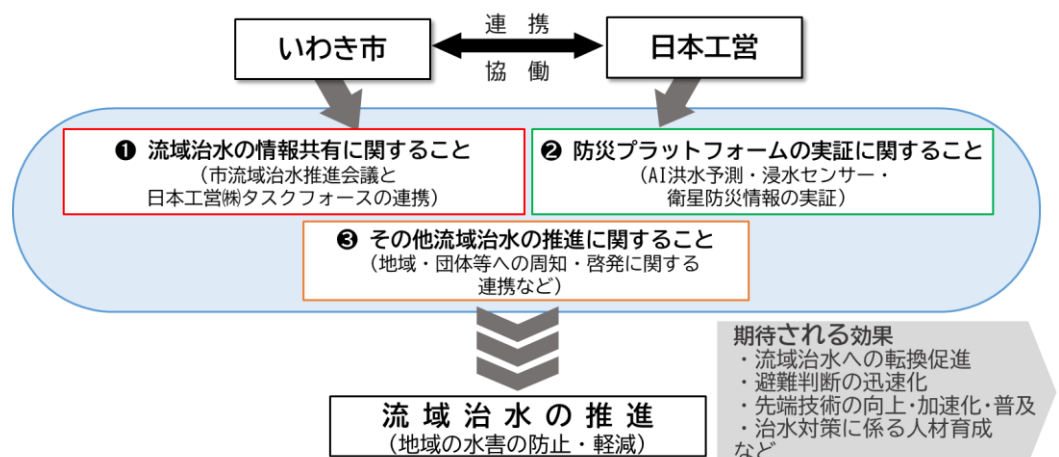 いわき市
連 携
協 働
日本工営
❶ 流域治水の情報共有に関すること
（市流域治水推進会議と
日本工営㈱タスクフォースの連携）
❷ 防災プラットフォームの実証に関すること
（AI洪水予測・浸水センサー・
衛星防災情報の実証）
❸ その他流域治水の推進に関すること
（地域・団体等への周知・啓発に関する
連携など）
流 域 治 水 の 推 進
（地域の水害の防止・軽減）
期待される効果
・流域治水への転換促進
・避難判断の迅速化
・先端技術の向上・加速化・普及
・治水対策に係る人材育成
など